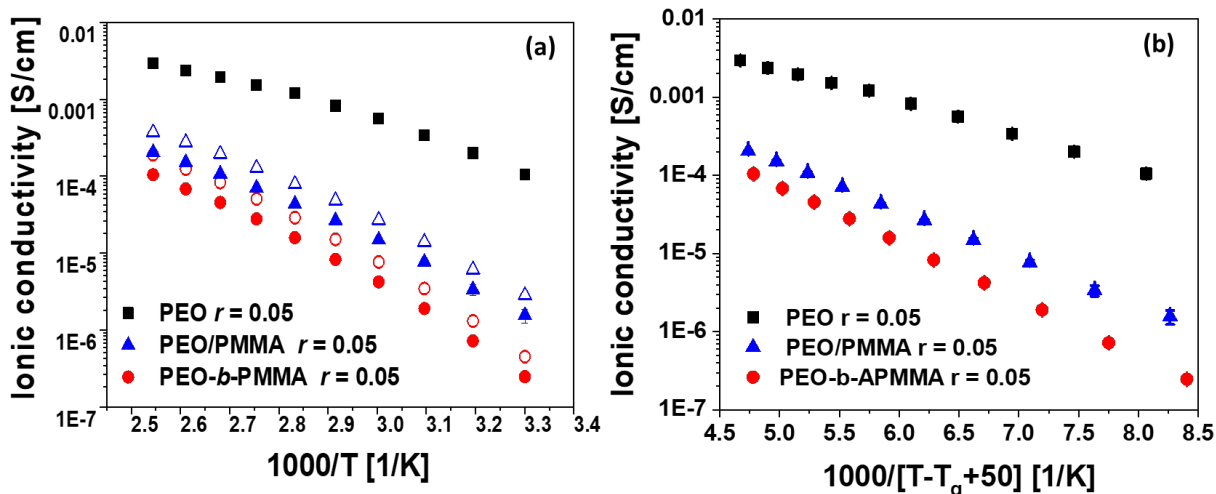 (a)
Ionic conductivity [S/cm]
0.01
0.001
1E-4
1E-5
1E-6
1E-7
PEO r = 0.05
PEO/PMMA r = 0.05
PEO-b-PMMA r = 0.05
2.5 2.6 2.7 2.8 2.9 3.0 3.1 3.2 3.3 3.4
1000/T [1/K]
(b)
Ionic conductivity [S/cm]
0.01
0.001
1E-4
1E-5
1E-6
1E-7
PEO r = 0.05
PEO/PMMA r = 0.05
PEO-b-APMMA r = 0.05
4.5 5.0 5.5 6.0 6.5 7.0 7.5 8.0 8.5
1000/[T-Tg+50] [1/K]